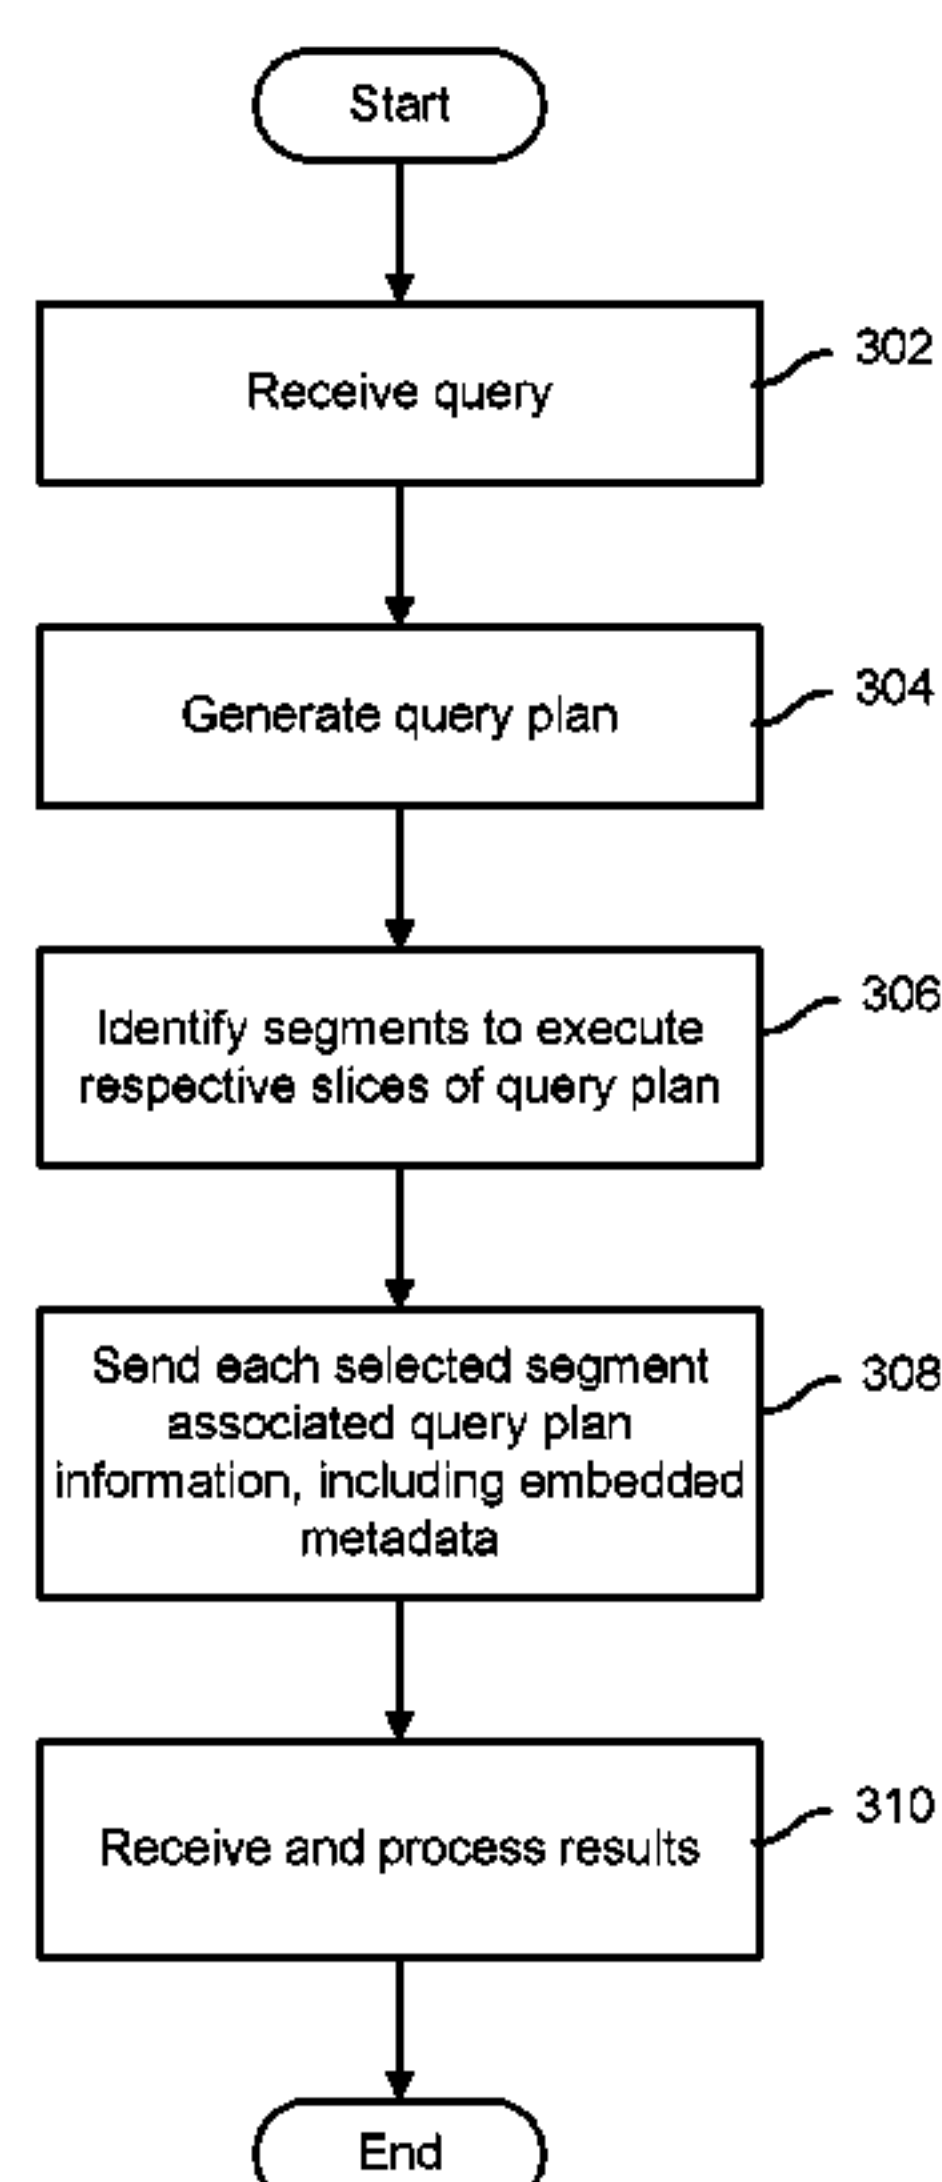 Start
Receive query
302
Generate query plan
304
Identify segments to execute
respective slices of query plan
306
Send each selected segment
associated query plan
information, including embedded
metadata
308
Receive and process results
310
End